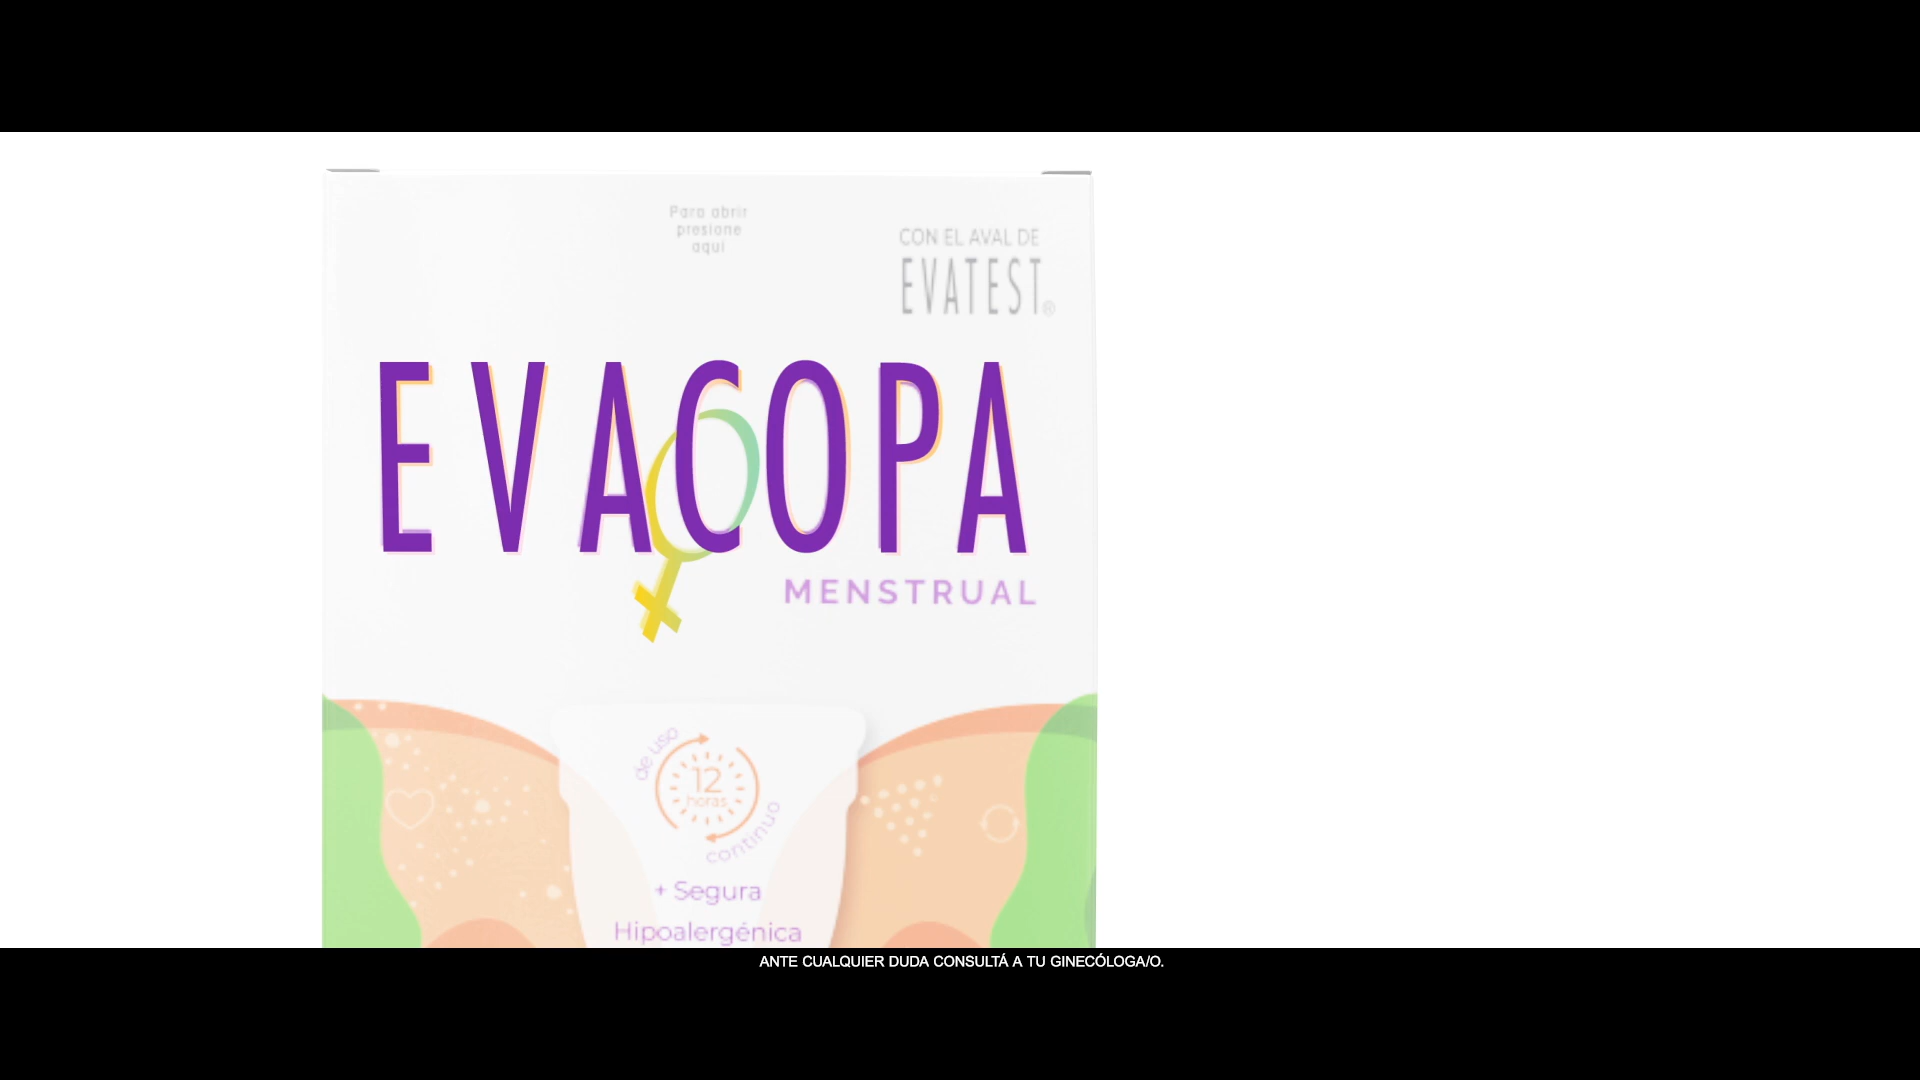 Para abrir
presione
aquí
CON EL AVAL DE
EVATEST®
EVACOPA
MENSTRUAL
de uso
12
horas
continuo
+ Segura
Hipoalergénica
ANTE CUALQUIER DUDA CONSULTÁ A TU GINECÓLOGA/O.